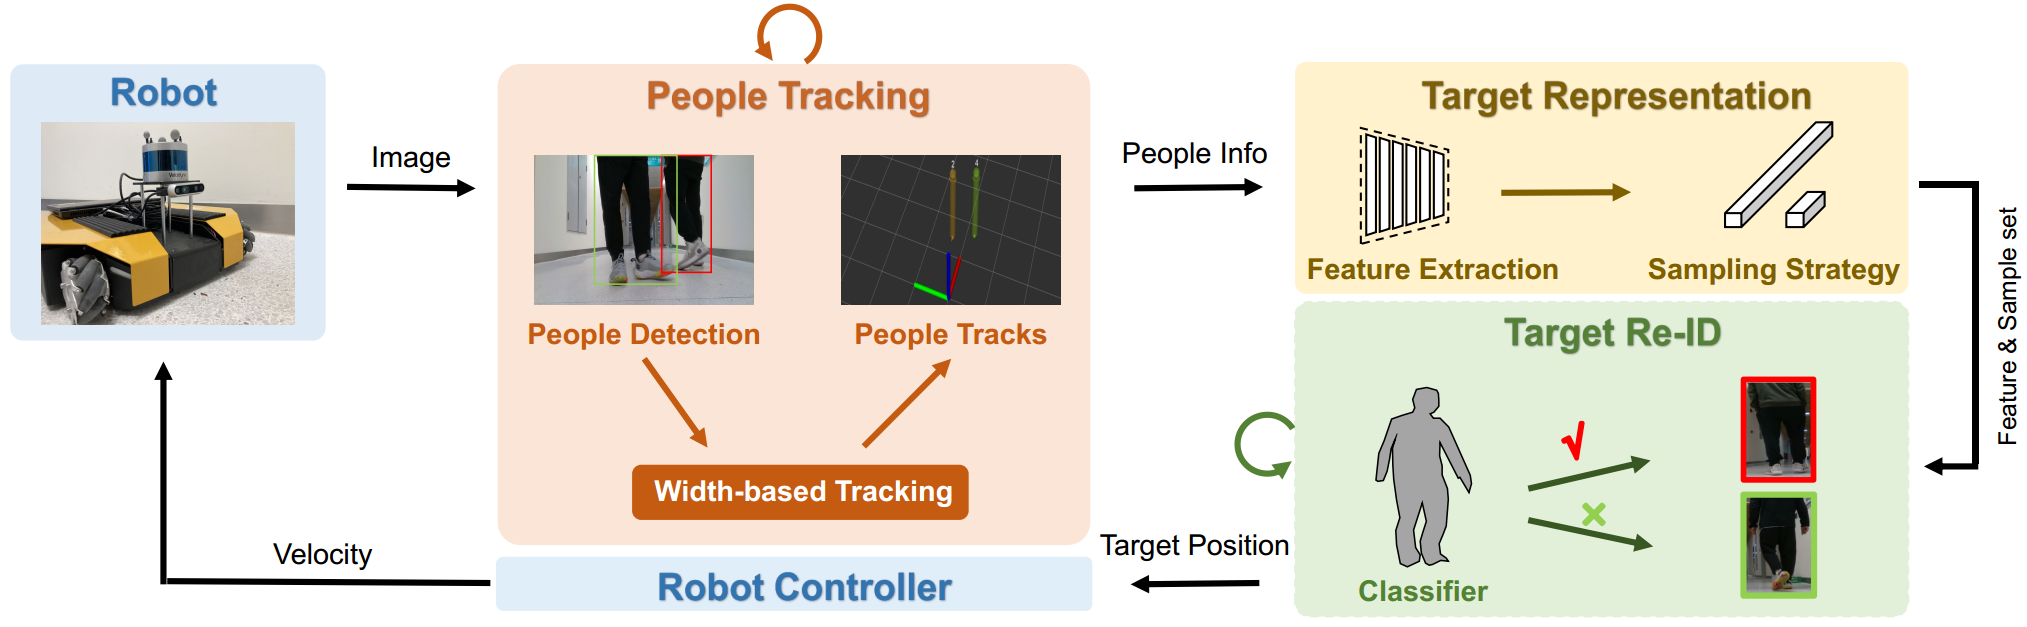 Robot
Image
People Tracking
People Detection
People Tracks
Width-based Tracking
People Info
Target Representation
Feature Extraction
Sampling Strategy
Feature & Sample set
Target Re-ID
Classifier
Target Position
Robot Controller
Velocity